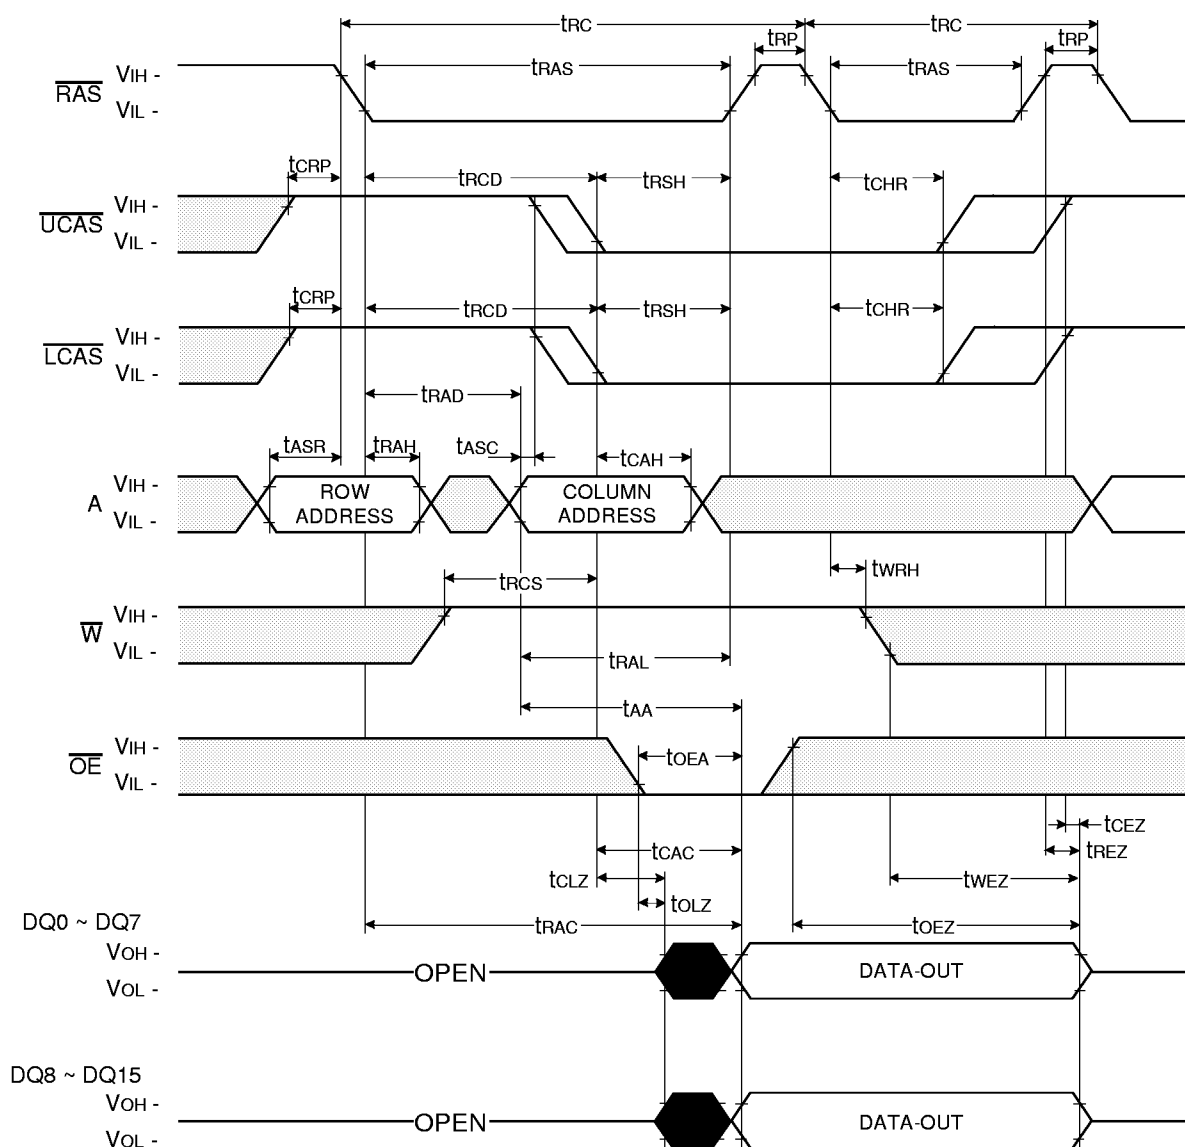 tRC tRC
tRP tRP
RAS VIH - tRAS tRAS
VIL -
tCRP tRCD tRSH tCHR
UCAS VIH -
VIL -
tCRP tRCD tRSH tCHR
LCAS VIH -
VIL -
tRAD
tASR tRAH tASC tCAH
A VIH - ROW ADDRESS COLUMN ADDRESS
VIL -
tRCS tWRH
W VIH -
VIL -
tRAL
tAA
OE VIH - tOEA
VIL -
tCEZ
tCAC tREZ
tCLZ tWEZ
tOLZ
DQ0 ~ DQ7 tRAC tOEZ
VOH -
OPEN DATA-OUT
VOL -
DQ8 ~ DQ15
VOH -
OPEN DATA-OUT
VOL -